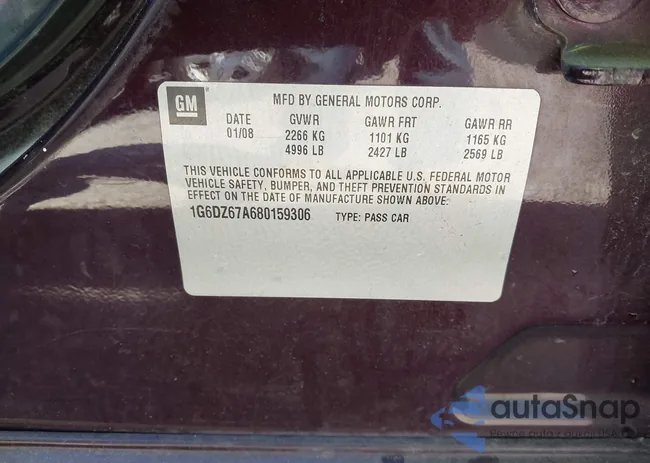 GM
MFD BY GENERAL MOTORS CORP.
DATE GVWR GAWR FRT GAWR RR
01/08 2266 KG 1101 KG 1165 KG
4996 LB 2427 LB 2569 LB
THIS VEHICLE CONFORMS TO ALL APPLICABLE U.S. FEDERAL MOTOR
VEHICLE SAFETY, BUMPER, AND THEFT PREVENTION STANDARDS IN
EFFECT ON THE DATE OF MANUFACTURE SHOWN ABOVE.
1G6DZ67A680159306 TYPE: PASS CAR
autaSnap